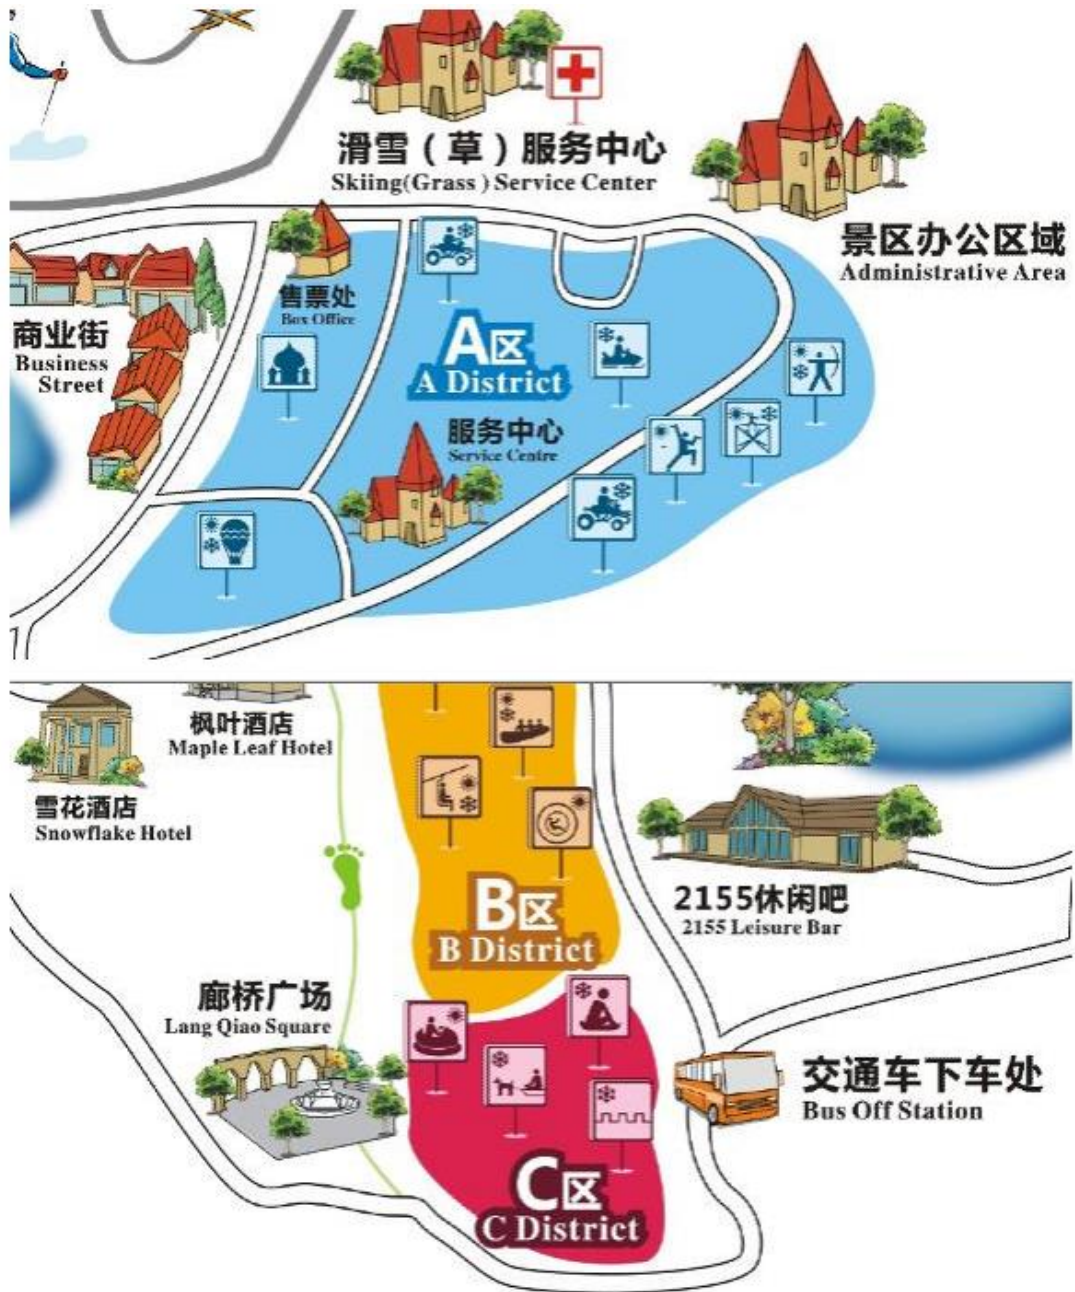 滑雪（草）服务中心
Skiing(Grass ) Service Center
景区办公区域
Administrative Area
售票处
Box Office
商业街
Business
Street
A区
A District
服务中心
Service Centre
枫叶酒店
Maple Leaf Hotel
雪花酒店
Snowflake Hotel
2155休闲吧
2155 Leisure Bar
B区
B District
廊桥广场
Lang Qiao Square
交通车下车处
Bus Off Station
C区
C District